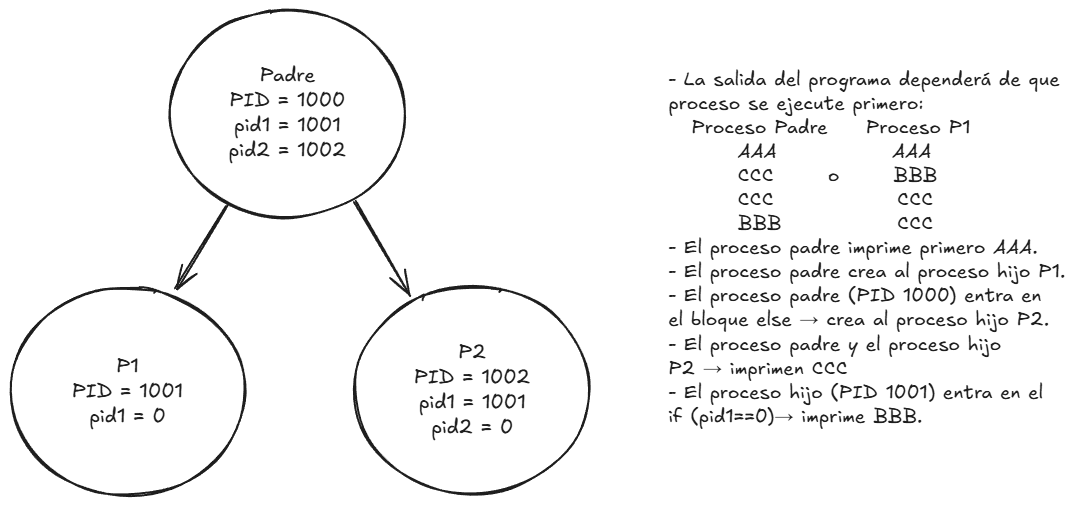 Padre
PID = 1000
pid1 = 1001
pid2 = 1002
P1
PID = 1001
pid1 = 0
P2
PID = 1002
pid1 = 1001
pid2 = 0
- La salida del programa dependerá de que
proceso se ejecute primero:
Proceso Padre Proceso P1
AAA AAA
CCC o BBB
CCC CCC
BBB CCC
- El proceso padre imprime primero AAA.
- El proceso padre crea al proceso hijo P1.
- El proceso padre (PID 1000) entra en
el bloque else → crea al proceso hijo P2.
- El proceso padre y el proceso hijo
P2 → imprimen CCC
- El proceso hijo (PID 1001) entra en el
if (pid1==0)→ imprime BBB.